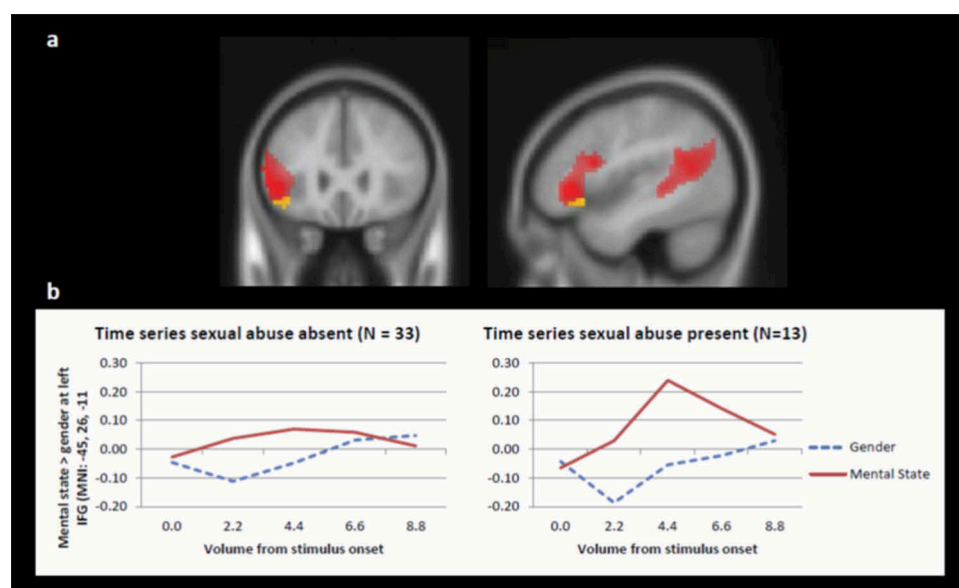 a
b
Time series sexual abuse absent (N = 33)
Mental state > gender at left
IFG (MNI: -45, 26, -11
0.30
0.20
0.10
0.00
-0.10
-0.20
0.0 2.2 4.4 6.6 8.8
Volume from stimulus onset
Time series sexual abuse present (N=13)
0.30
0.20
0.10
0.00
-0.10
-0.20
0.0 2.2 4.4 6.6 8.8
Volume from stimulus onset
Gender
Mental State